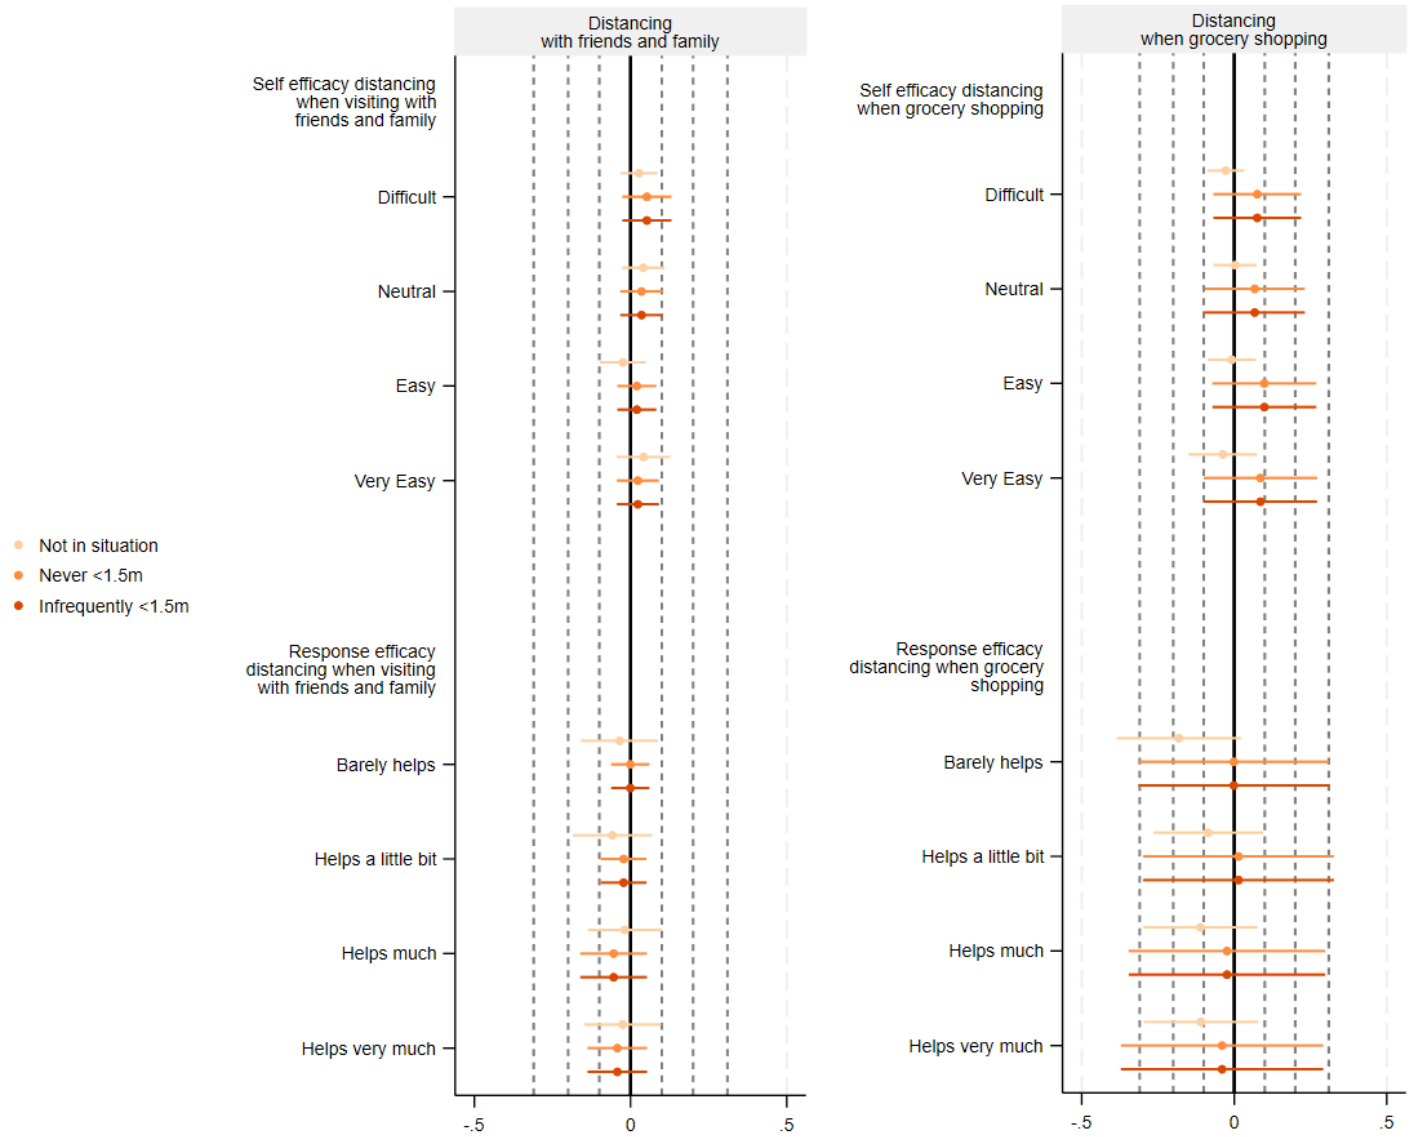 Distancing
with friends and family
Self efficacy distancing
when visiting with
friends and family
Difficult
Neutral
Easy
Very Easy
Response efficacy
distancing when visiting
with friends and family
Barely helps
Helps a little bit
Helps much
Helps very much
-.5
0
.5
Distancing
when grocery shopping
Self efficacy distancing
when grocery shopping
Difficult
Neutral
Easy
Very Easy
Response efficacy
distancing when grocery
shopping
Barely helps
Helps a little bit
Helps much
Helps very much
-.5
0
.5
Not in situation
Never <1.5m
Infrequently <1.5m